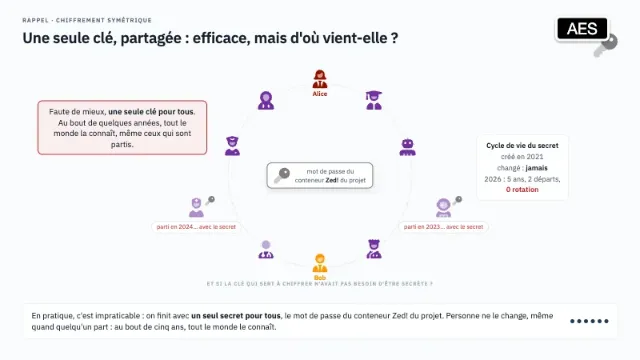 RAPPEL · CHIFFREMENT SYMÉTRIQUE
Une seule clé, partagée : efficace, mais d'où vient-elle ?
AES
Alice
Faute de mieux, une seule clé pour tous.
Au bout de quelques années, tout le
monde la connaît, même ceux qui sont
partis.
mot de passe du
conteneur Zed! du projet
Cycle de vie du secret
créé en 2021
changé : jamais
2026 : 5 ans, 2 départs,
0 rotation
parti en 2024… avec le secret
parti en 2023… avec le secret
Bob
ET SI LA CLÉ QUI SERT À CHIFFRER N'AVAIT PAS BESOIN D'ÊTRE SECRÈTE ?
En pratique, c'est impraticable : on finit avec un seul secret pour tous, le mot de passe du conteneur Zed! du projet. Personne ne le change, même
quand quelqu'un part : au bout de cinq ans, tout le monde le connaît.